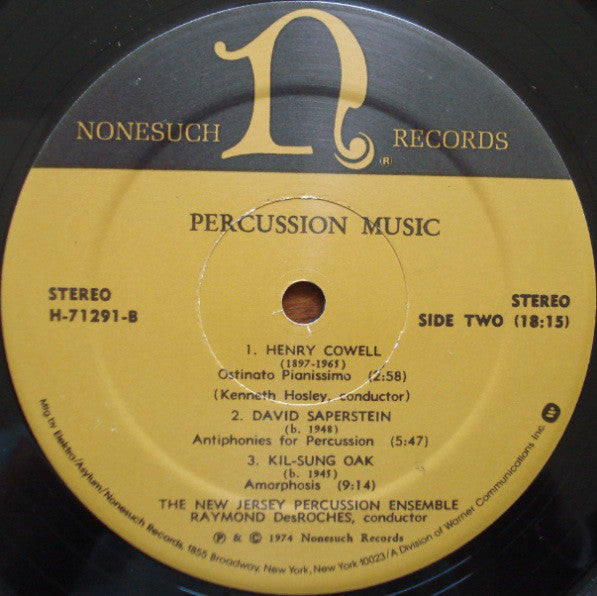 n
NONESUCH RECORDS
(R)
PERCUSSION MUSIC
STEREO
H-71291-B
STEREO
SIDE TWO (18:15)
1. HENRY COWELL
(1897-1965)
Ostinato Pianissimo (2:58)
(Kenneth Hosley, conductor)
2. DAVID SAPERSTEIN
(b. 1948)
Antiphonies for Percussion (5:47)
3. KIL-SUNG OAK
(b. 1945)
Amorphosis (9:14)
THE NEW JERSEY PERCUSSION ENSEMBLE
RAYMOND DesROCHES, conductor
℗ & © 1974 Nonesuch Records
Mfg by Elektra/Asylum/Nonesuch Records, 1855 Broadway, New York, New York 10023/A Division of Warner Communications Inc.